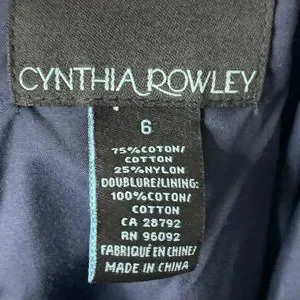 CYNTHIA ROWLEY
6
75%COTON/
COTTON
25%NYLON
DOUBLURE/LINING:
100%COTON/
COTTON
CA 28792
RN 96092
FABRIQUÉ EN CHINE/
MADE IN CHINA